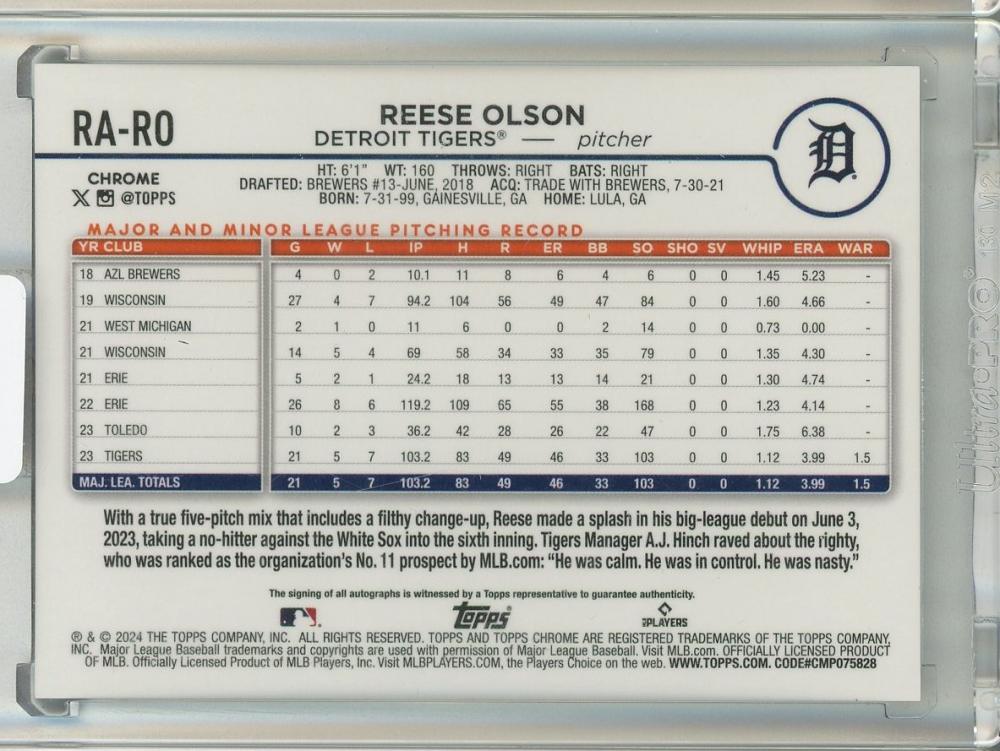 RA-RO
REESE OLSON
DETROIT TIGERS® — pitcher
D
CHROME
X @TOPPS
HT: 6'1" WT: 160 THROWS: RIGHT BATS: RIGHT
DRAFTED: BREWERS #13-JUNE, 2018 ACQ: TRADE WITH BREWERS, 7-30-21
BORN: 7-31-99, GAINESVILLE, GA HOME: LULA, GA
MAJOR AND MINOR LEAGUE PITCHING RECORD
YR CLUB G W L IP H R ER BB SO SHO SV WHIP ERA WAR
18 AZL BREWERS 4 0 2 10.1 11 8 6 4 6 0 0 1.45 5.23 -
19 WISCONSIN 27 4 7 94.2 104 56 49 47 84 0 0 1.60 4.66 -
21 WEST MICHIGAN 2 1 0 11 6 0 0 2 14 0 0 0.73 0.00 -
21 WISCONSIN 14 5 4 69 58 34 33 35 79 0 0 1.35 4.30 -
21 ERIE 5 2 1 24.2 18 13 13 14 21 0 0 1.30 4.74 -
22 ERIE 26 8 6 119.2 109 65 55 38 168 0 0 1.23 4.14 -
23 TOLEDO 10 2 3 36.2 42 28 26 22 47 0 0 1.75 6.38 -
23 TIGERS 21 5 7 103.2 83 49 46 33 103 0 0 1.12 3.99 1.5
MAJ. LEA. TOTALS 21 5 7 103.2 83 49 46 33 103 0 0 1.12 3.99 1.5
With a true five-pitch mix that includes a filthy change-up, Reese made a splash in his big-league debut on June 3,
2023, taking a no-hitter against the White Sox into the sixth inning. Tigers Manager A.J. Hinch raved about the righty,
who was ranked as the organization's No. 11 prospect by MLB.com: “He was calm. He was in control. He was nasty.”
The signing of all autographs is witnessed by a Topps representative to guarantee authenticity.
Topps®
PLAYERS
® & © 2024 THE TOPPS COMPANY, INC. ALL RIGHTS RESERVED. TOPPS AND TOPPS CHROME ARE REGISTERED TRADEMARKS OF THE TOPPS COMPANY,
INC. Major League Baseball trademarks and copyrights are used with permission of Major League Baseball. Visit MLB.com. OFFICIALLY LICENSED PRODUCT
OF MLB. Officially Licensed Product of MLB Players, Inc. Visit MLBPLAYERS.COM, the Players Choice on the web. WWW.TOPPS.COM. CODE#CMP075828
Ultra PRO® 130 M2